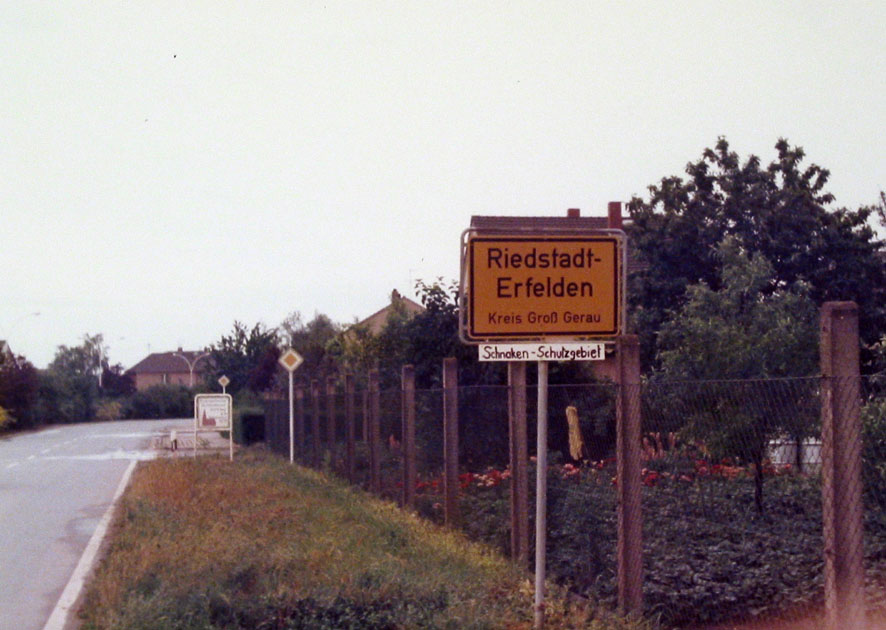 Riedstadt-
Erfelden
Kreis Groß Gerau
Schnaken-Schutzgebiet